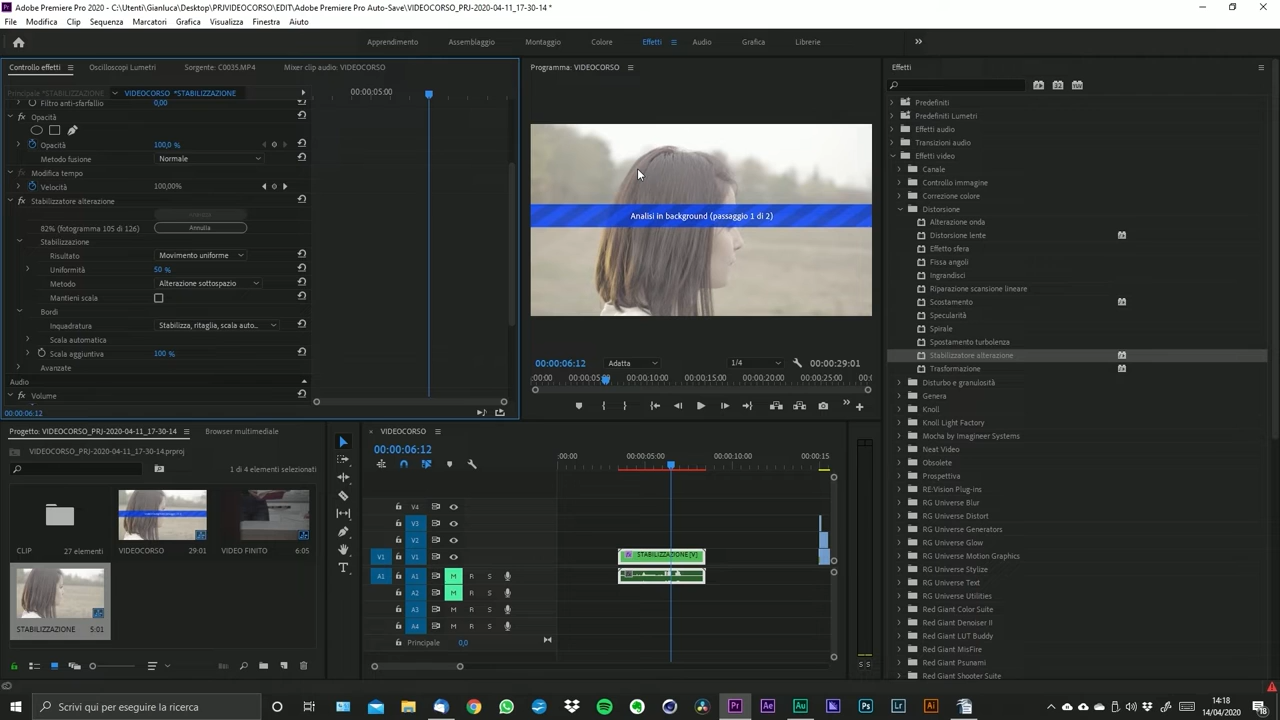 Adobe Premiere Pro 2020 - C:\Utenti\Gianluca\Desktop\PRJVIDEOCORSO\EDIT\Adobe Premiere Pro Auto-Save\VIDEOCORSO_PRJ-2020-04-11_17-30-14 *
File Modifica Clip Sequenza Marcatori Grafica Visualizza Finestra Aiuto
Apprendimento Assemblaggio Montaggio Colore Effetti Audio Grafica Librerie
Controllo effetti Oscilloscopi Lumetri Sorgente: C0035.MP4 Mixer clip audio: VIDEOCORSO
Principale *STABILIZZAZIONE VIDEOCORSO *STABILIZZAZIONE 00:00:05:00
Filtro anti-sfarfallio 0,00
Opacità
Opacità 100,0 %
Metodo fusione Normale
Modifica tempo
Velocità 100,00%
Stabilizzatore alterazione
Analizza
82% (fotogramma 105 di 126) Annulla
Stabilizzazione
Risultato Movimento uniforme
Uniformità 50 %
Metodo Alterazione sottospazio
Mantieni scala
Bordi
Inquadratura Stabilizza, ritaglia, scala auto...
Scala automatica
Scala aggiuntiva 100 %
Avanzate
Audio
Volume
00:00:06:12
Programma: VIDEOCORSO
Analisi in background (passaggio 1 di 2)
00:00:06:12 Adatta 1/4 00:00:29:01
:00:00 00:00:05:00 00:00:10:00 00:00:15:00 00:00:20:00 00:00:25:00 00:0
Effetti
Predefiniti
Predefiniti Lumetri
Effetti audio
Transizioni audio
Effetti video
Canale
Controllo immagine
Correzione colore
Distorsione
Alterazione onda
Distorsione lente
Effetto sfera
Fissa angoli
Ingrandisci
Riparazione scansione lineare
Scostamento
Specularità
Spirale
Spostamento turbolenza
Stabilizzatore alterazione
Trasformazione
Disturbo e granulosità
Genera
Knoll
Knoll Light Factory
Mocha by Imagineer Systems
Neat Video
Obsolete
Prospettiva
RE:Vision Plug-ins
RG Universe Blur
RG Universe Distort
RG Universe Generators
RG Universe Glow
RG Universe Motion Graphics
RG Universe Stylize
RG Universe Text
RG Universe Utilities
Red Giant Color Suite
Red Giant Denoiser II
Red Giant LUT Buddy
Red Giant MisFire
Red Giant Psunami
Red Giant Shooter Suite
Progetto: VIDEOCORSO_PRJ-2020-04-11_17-30-14 Browser multimediale
VIDEOCORSO_PRJ-2020-04-11_17-30-14.prproj
1 di 4 elementi selezionati
CLIP 27 elementi VIDEOCORSO 29:01 VIDEO FINITO 6:05
STABILIZZAZIONE 5:01
VIDEOCORSO
00:00:06:12
:00:00 00:00:05:00 00:00:10:00 00:00:15
V4
V3
V2
V1 V1 fx STABILIZZAZIONE [V]
A1 A1 M R S
A2 M R S
A3 M R S
A4 M R S
Principale 0,0
S S
Scrivi qui per eseguire la ricerca
Pr Ae Au Ps Lr Ai
14:18
14/04/2020
18